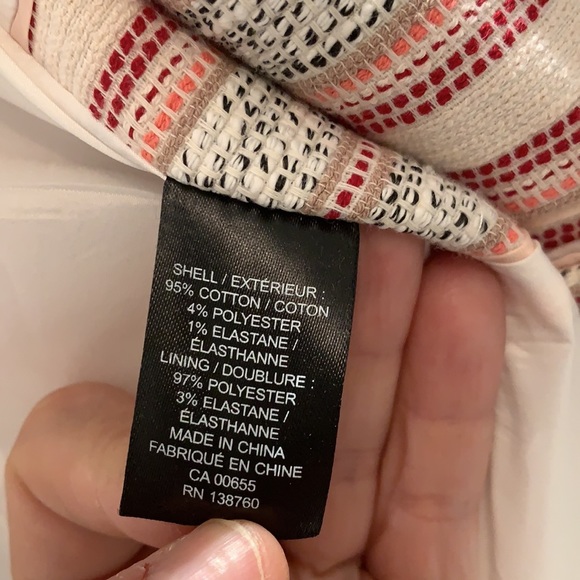 SHELL / EXTÉRIEUR :
95% COTTON / COTON
4% POLYESTER
1% ELASTANE /
ÉLASTHANNE
LINING / DOUBLURE :
97% POLYESTER
3% ELASTANE /
ÉLASTHANNE
MADE IN CHINA
FABRIQUÉ EN CHINE
CA 00655
RN 138760